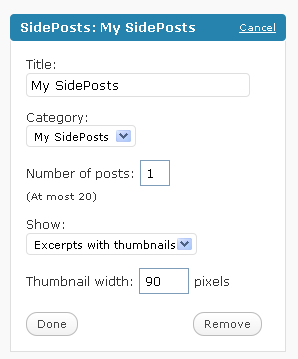 SidePosts: My SidePosts Cancel
Title:
My SidePosts
Category:
My SidePosts
Number of posts: 1
(At most 20)
Show:
Excerpts with thumbnails
Thumbnail width: 90 pixels
Done Remove